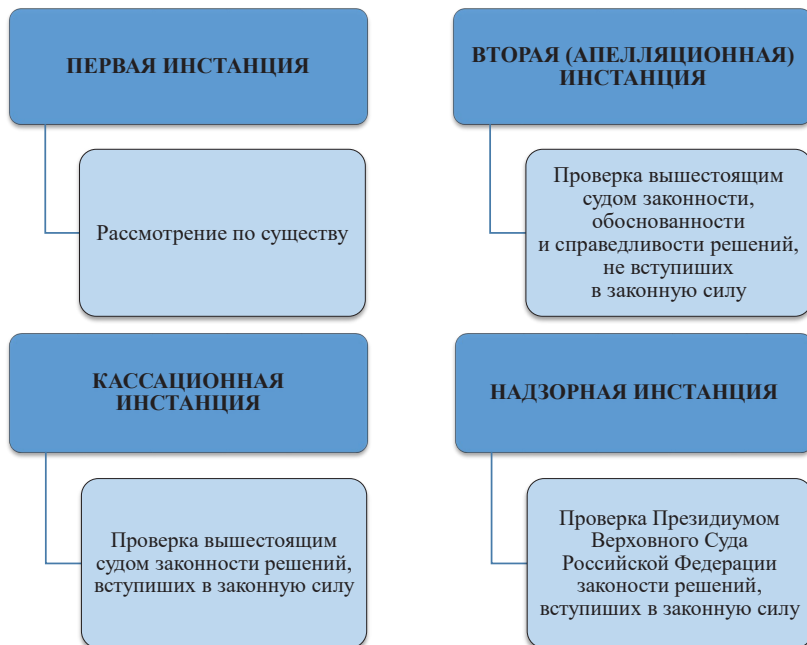 ПЕРВАЯ ИНСТАНЦИЯ
Рассмотрение по существу
ВТОРАЯ (АПЕЛЛЯЦИОННАЯ)
ИНСТАНЦИЯ
Проверка вышестоящим
судом законности,
обоснованности
и справедливости решений,
не вступиших
в законную силу
КАССАЦИОННАЯ
ИНСТАНЦИЯ
Проверка вышестоящим
судом законности решений,
вступиших в законную силу
НАДЗОРНАЯ ИНСТАНЦИЯ
Проверка Президиумом
Верховного Суда
Российской Федерации
законости решений,
вступиших в законную силу